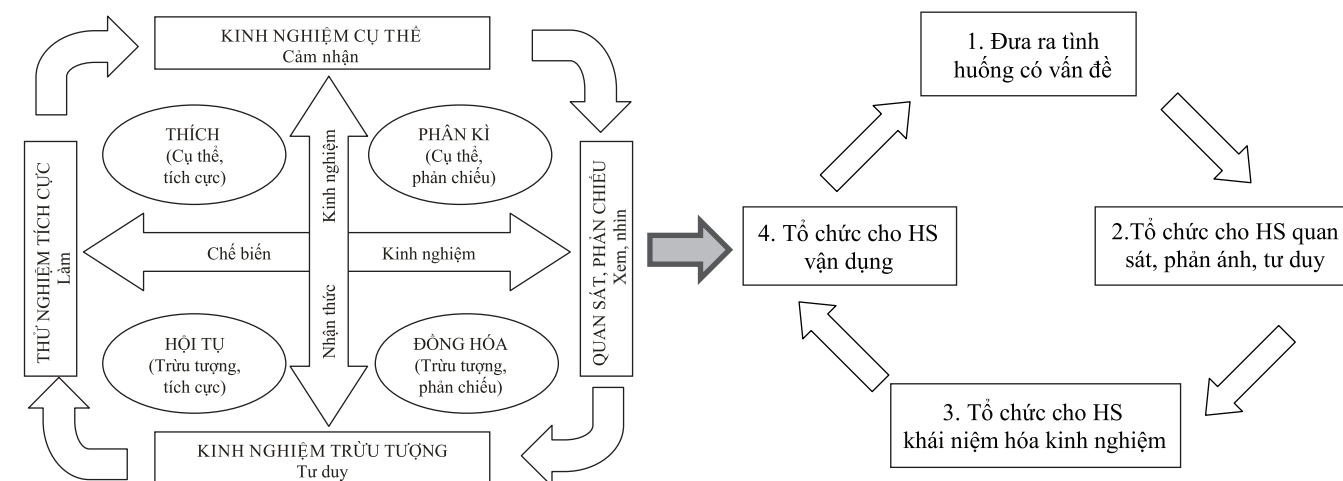 KINH NGHIỆM CỤ THỂ
Cảm nhận
THÍCH
(Cụ thể,
tích cực)
PHÂN KÌ
(Cụ thể,
phản chiếu)
Kinh nghiệm
THỬ NGHIỆM TÍCH CỰC
Làm
Chế biến
Kinh nghiệm
QUAN SÁT, PHẢN CHIẾU
Xem, nhìn
Nhận thức
HỘI TỤ
(Trừu tượng,
tích cực)
ĐỒNG HÓA
(Trừu tượng,
phản chiếu)
KINH NGHIỆM TRỪU TƯỢNG
Tư duy
1. Đưa ra tình
huống có vấn đề
2.Tổ chức cho HS quan
sát, phản ánh, tư duy
3. Tổ chức cho HS
khái niệm hóa kinh nghiệm
4. Tổ chức cho HS
vận dụng